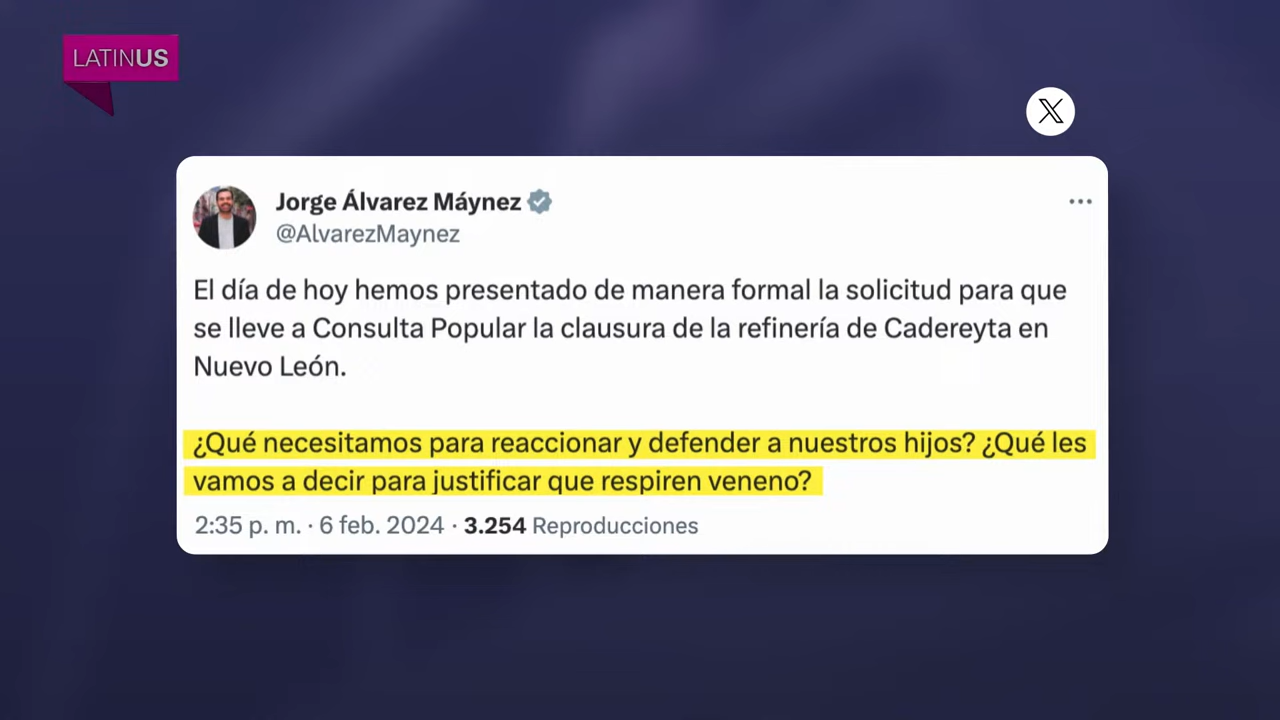 LATINUS
X
Jorge Álvarez Máynez
@AlvarezMaynez
El día de hoy hemos presentado de manera formal la solicitud para que
se lleve a Consulta Popular la clausura de la refinería de Cadereyta en
Nuevo León.
¿Qué necesitamos para reaccionar y defender a nuestros hijos? ¿Qué les
vamos a decir para justificar que respiren veneno?
2:35 p. m. · 6 feb. 2024 · 3.254 Reproducciones